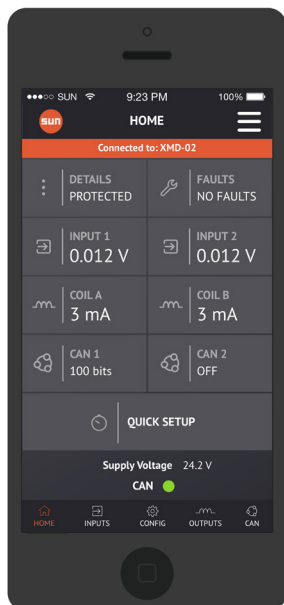 SUN 9:23 PM 100%
sun HOME
Connected to: XMD-02
DETAILS FAULTS
PROTECTED NO FAULTS
INPUT 1 INPUT 2
0.012 V 0.012 V
COIL A COIL B
3 mA 3 mA
CAN 1 CAN 2
100 bits OFF
QUICK SETUP
Supply Voltage 24.2 V
CAN
HOME INPUTS CONFIG OUTPUTS CAN